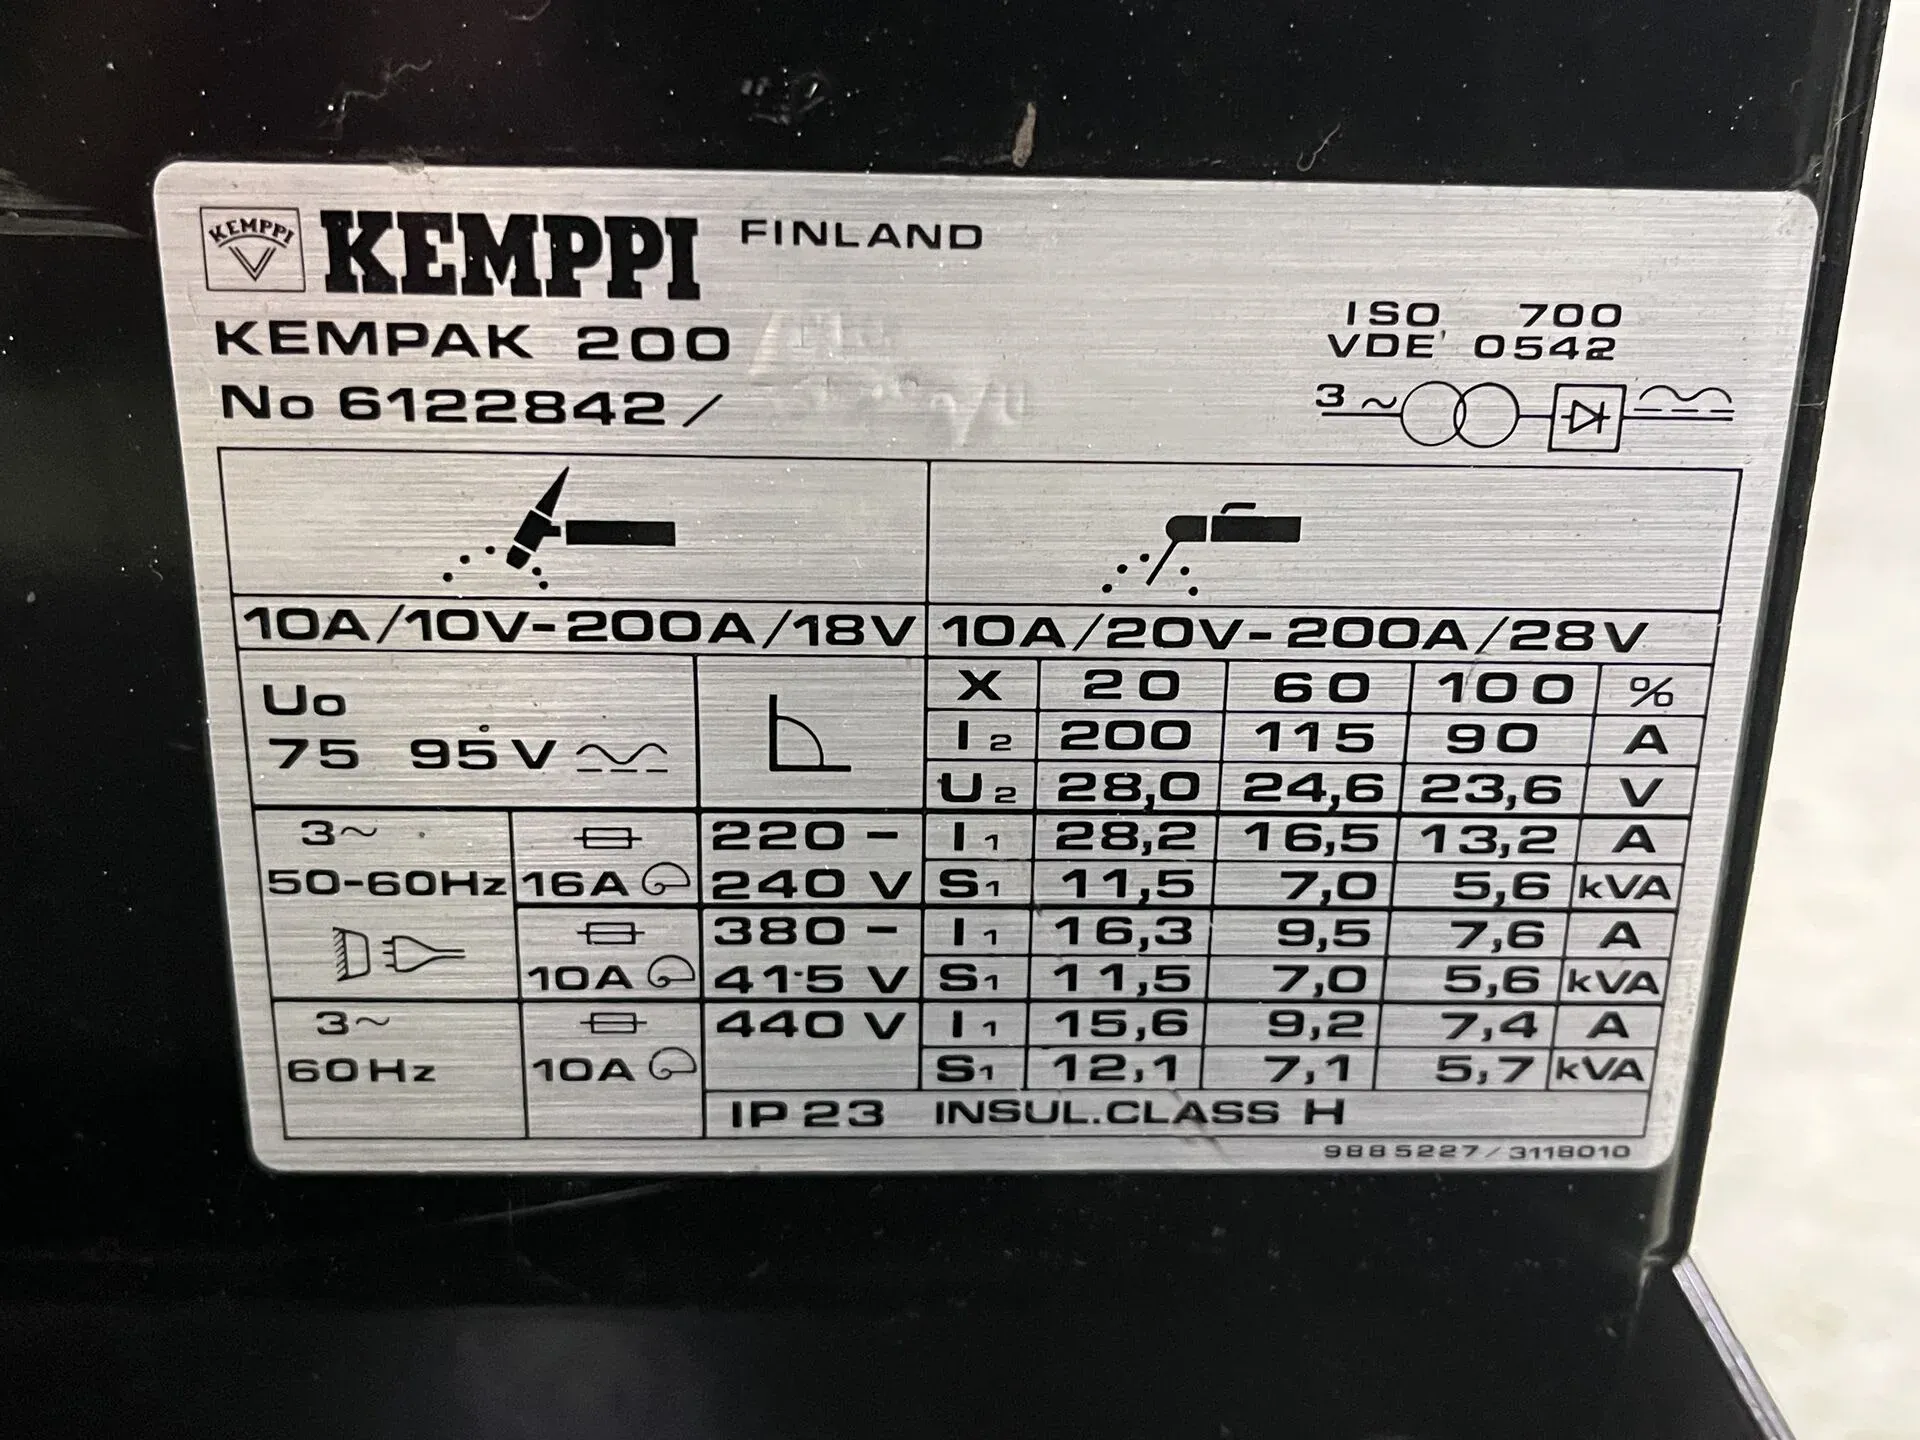 KEMPPI KEMPPI FINLAND
KEMPAK 200
No 6122842/
ISO 700
VDE 0542
3 ~
10A/10V-200A/18V
10A/20V-200A/28V
Uo
75 95 V
X 20 60 100 %
I2 200 115 90 A
U2 28,0 24,6 23,6 V
3~ 220- I1 28,2 16,5 13,2 A
50-60Hz 16A 240 V S1 11,5 7,0 5,6 kVA
380- I1 16,3 9,5 7,6 A
10A 415 V S1 11,5 7,0 5,6 kVA
3~ 440 V I1 15,6 9,2 7,4 A
60Hz 10A S1 12,1 7,1 5,7 kVA
IP 23 INSUL.CLASS H
9885227/3118010